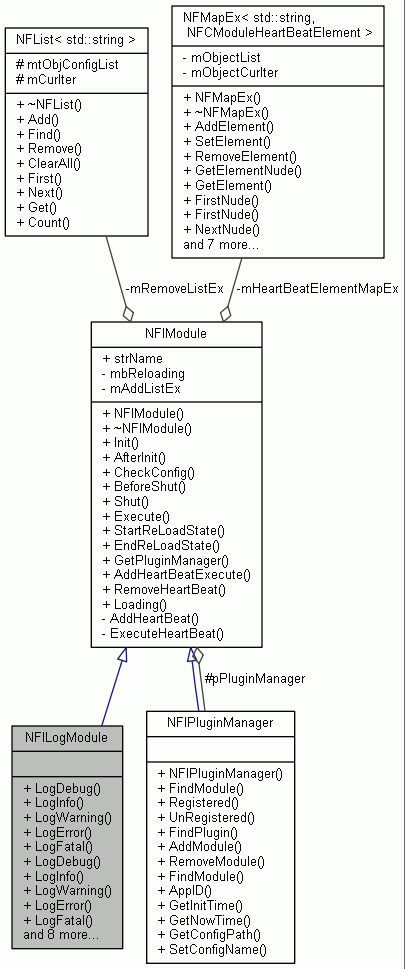 NFList< std::string >
# mtObjConfigList
# mCurIter
+ ~NFList()
+ Add()
+ Find()
+ Remove()
+ ClearAll()
+ First()
+ Next()
+ Get()
+ Count()
NFMapEx< std::string,
NFCModuleHeartBeatElement >
- mObjectList
- mObjectCurIter
+ NFMapEx()
+ ~NFMapEx()
+ AddElement()
+ SetElement()
+ RemoveElement()
+ GetElementNude()
+ GetElement()
+ FirstNude()
+ FirstNude()
+ NextNude()
and 7 more...
-mRemoveListEx
-mHeartBeatElementMapEx
NFIModule
+ strName
- mbReloading
- mAddListEx
+ NFIModule()
+ ~NFIModule()
+ Init()
+ AfterInit()
+ CheckConfig()
+ BeforeShut()
+ Shut()
+ Execute()
+ StartReLoadState()
+ EndReLoadState()
+ GetPluginManager()
+ AddHeartBeatExecute()
+ RemoveHeartBeat()
+ Loading()
- AddHeartBeat()
- ExecuteHeartBeat()
#pPluginManager
NFILogModule
+ LogDebug()
+ LogInfo()
+ LogWarning()
+ LogError()
+ LogFatal()
+ LogDebug()
+ LogInfo()
+ LogWarning()
+ LogError()
+ LogFatal()
and 8 more...
NFIPluginManager
+ NFIPluginManager()
+ FindModule()
+ Registered()
+ UnRegistered()
+ FindPlugin()
+ AddModule()
+ RemoveModule()
+ FindModule()
+ AppID()
+ GetInitTime()
+ GetNowTime()
+ GetConfigPath()
+ SetConfigName()